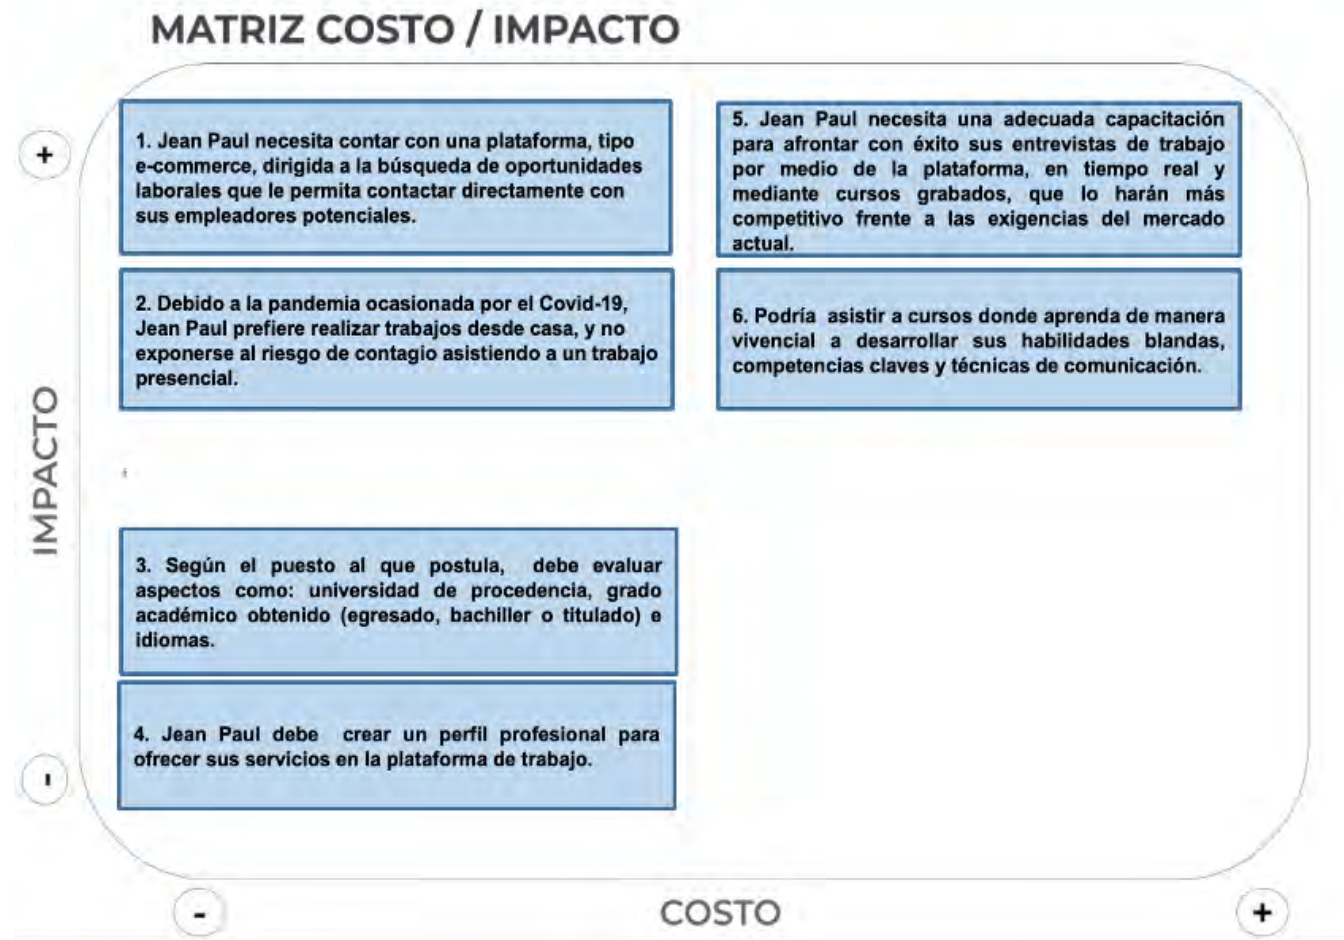 MATRIZ COSTO / IMPACTO
+
1. Jean Paul necesita contar con una plataforma, tipo
e-commerce, dirigida a la búsqueda de oportunidades
laborales que le permita contactar directamente con
sus empleadores potenciales.
5. Jean Paul necesita una adecuada capacitación
para afrontar con éxito sus entrevistas de trabajo
por medio de la plataforma, en tiempo real y
mediante cursos grabados, que lo harán más
competitivo frente a las exigencias del mercado
actual.
2. Debido a la pandemia ocasionada por el Covid-19,
Jean Paul prefiere realizar trabajos desde casa, y no
exponerse al riesgo de contagio asistiendo a un trabajo
presencial.
6. Podría asistir a cursos donde aprenda de manera
vivencial a desarrollar sus habilidades blandas,
competencias claves y técnicas de comunicación.
IMPACTO
3. Según el puesto al que postula, debe evaluar
aspectos como: universidad de procedencia, grado
académico obtenido (egresado, bachiller o titulado) e
idiomas.
4. Jean Paul debe crear un perfil profesional para
ofrecer sus servicios en la plataforma de trabajo.
-
-
COSTO
+